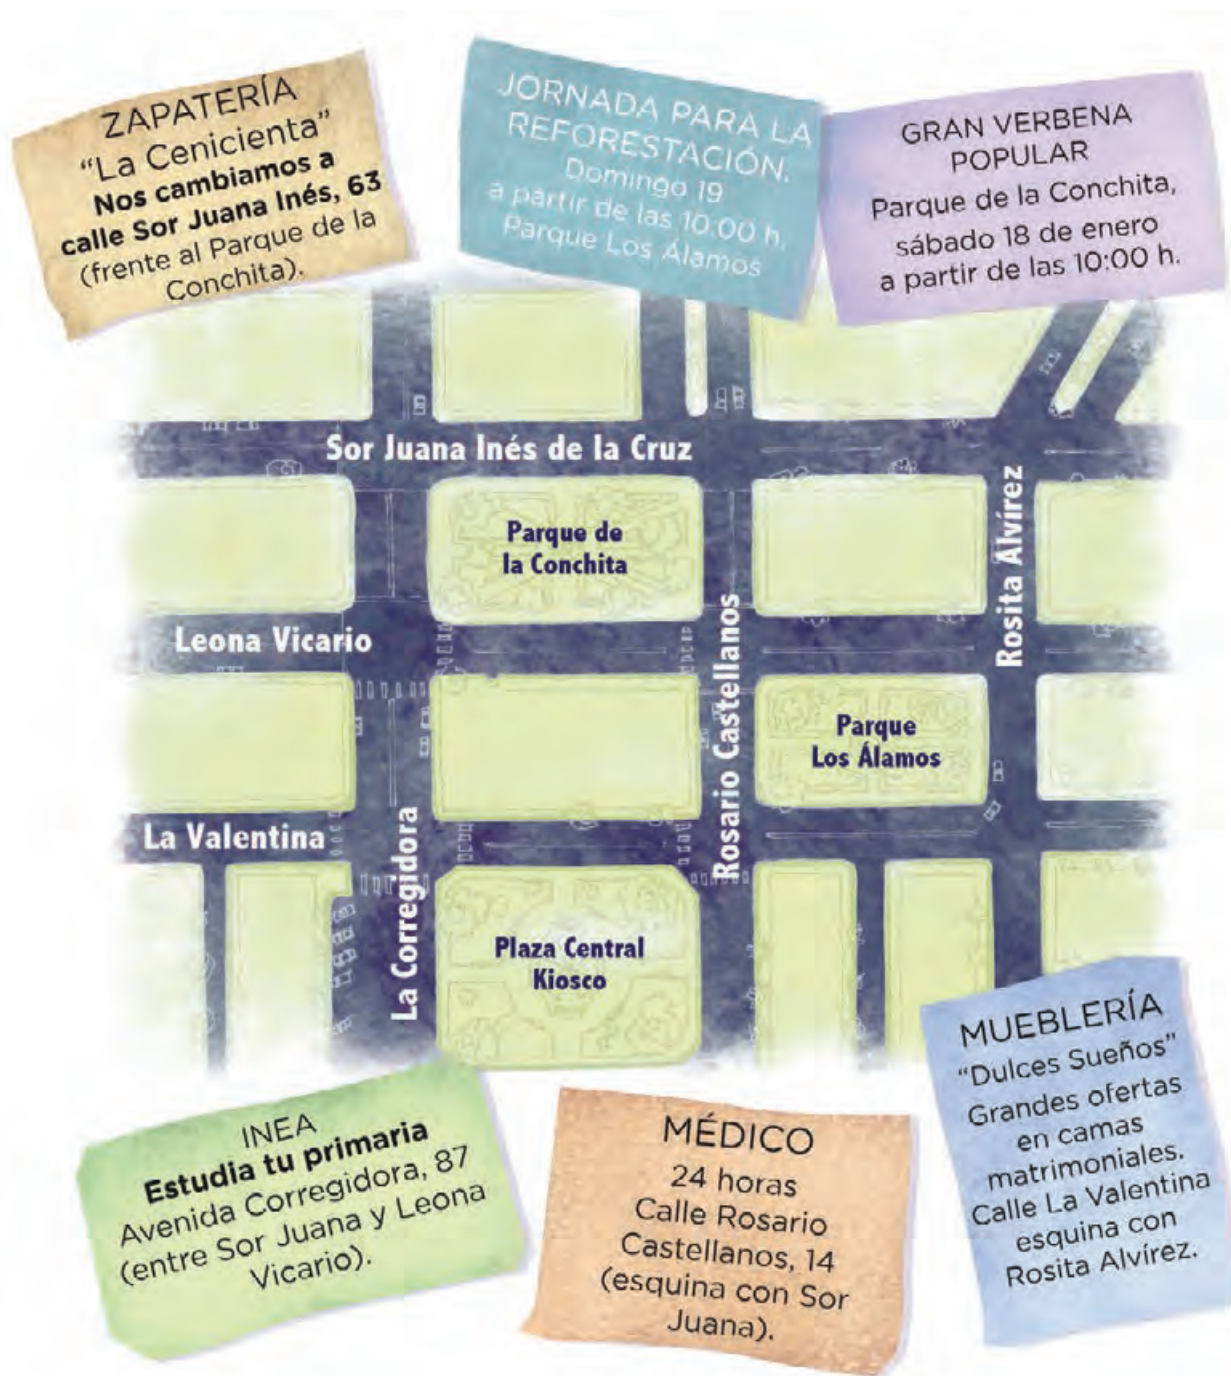 ZAPATERÍA
“La Cenicienta”
Nos cambiamos a
calle Sor Juana Inés, 63
(frente al Parque de la
Conchita).
JORNADA PARA LA
REFORESTACIÓN.
Domingo 19
a partir de las 10:00 h.
Parque Los Álamos
GRAN VERBENA
POPULAR
Parque de la Conchita,
sábado 18 de enero
a partir de las 10:00 h.
Sor Juana Inés de la Cruz
Parque de
la Conchita
Rosita Alvírez
Leona Vicario
Rosario Castellanos
Parque
Los Álamos
La Valentina
La Corregidora
Plaza Central
Kiosco
INEA
Estudia tu primaria
Avenida Corregidora, 87
(entre Sor Juana y Leona
Vicario).
MÉDICO
24 horas
Calle Rosario
Castellanos, 14
(esquina con Sor
Juana).
MUEBLERÍA
“Dulces Sueños”
Grandes ofertas
en camas
matrimoniales.
Calle La Valentina
esquina con
Rosita Alvírez.